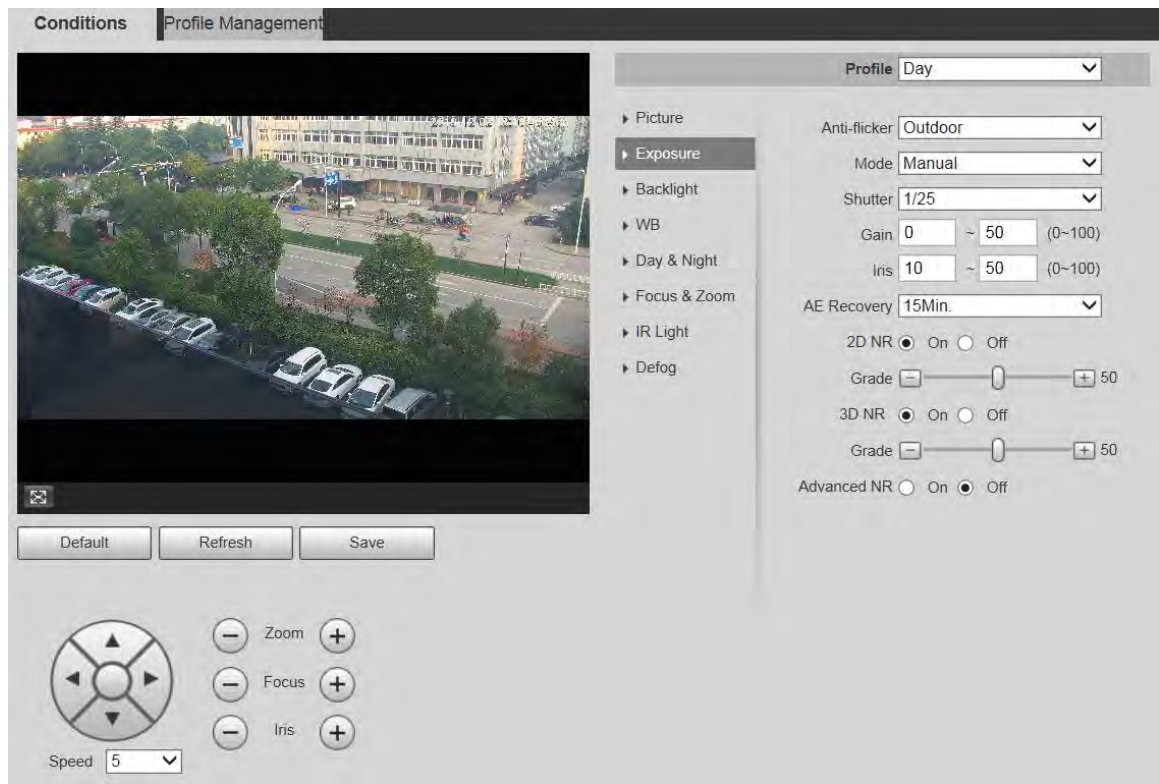 Conditions
Profile Management
Profile Day
Picture
Exposure
Backlight
WB
Day & Night
Focus & Zoom
IR Light
Defog
Anti-flicker Outdoor
Mode Manual
Shutter 1/25
Gain 0 ~ 50 (0~100)
Iris 10 ~ 50 (0~100)
AE Recovery 15Min.
2D NR On Off
Grade - + 50
3D NR On Off
Grade - + 50
Advanced NR On Off
Default Refresh Save
- Zoom +
- Focus +
- Iris +
Speed 5